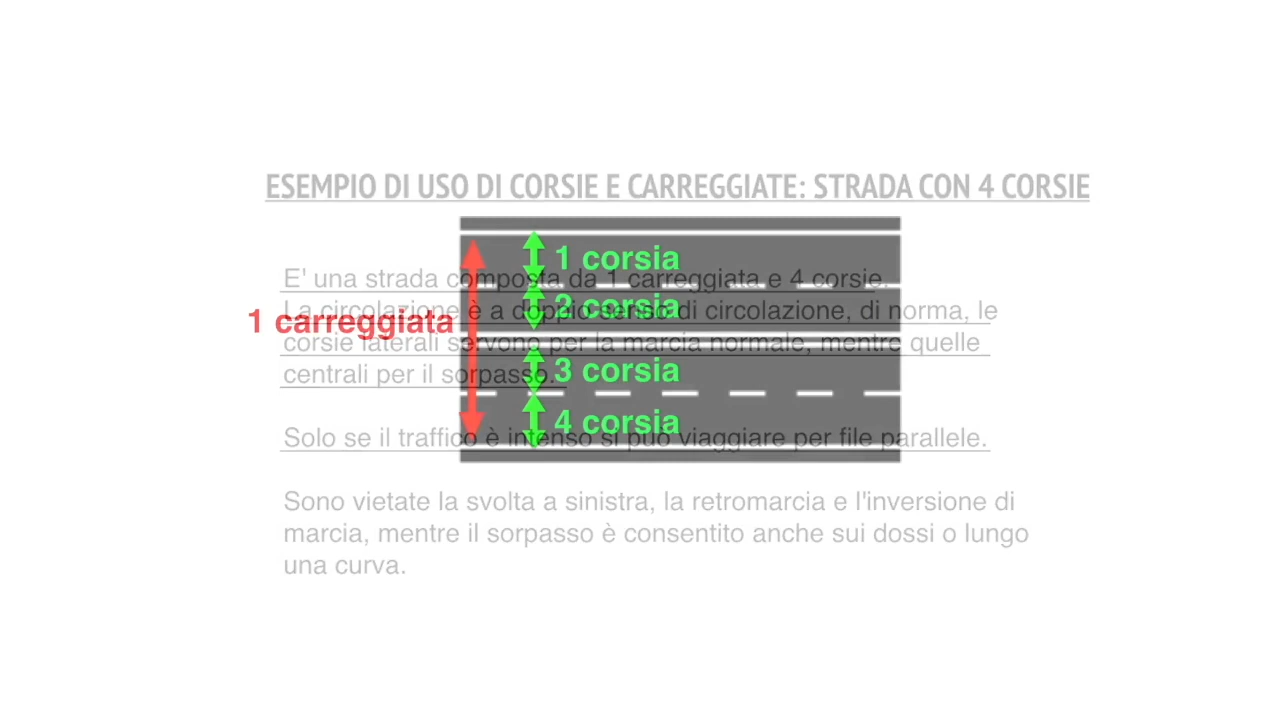 ESEMPIO DI USO DI CORSIE E CARREGGIATE: STRADA CON 4 CORSIE
1 corsia
E' una strada composta da 1 carreggiata e 4 corsie.
2 corsia
La circolazione è a doppio senso di circolazione, di norma, le
1 carreggiata
corsie laterali servono per la marcia normale, mentre quelle
3 corsia
centrali per il sorpasso.
4 corsia
Solo se il traffico è intenso si può viaggiare per file parallele.
Sono vietate la svolta a sinistra, la retromarcia e l'inversione di
marcia, mentre il sorpasso è consentito anche sui dossi o lungo
una curva.